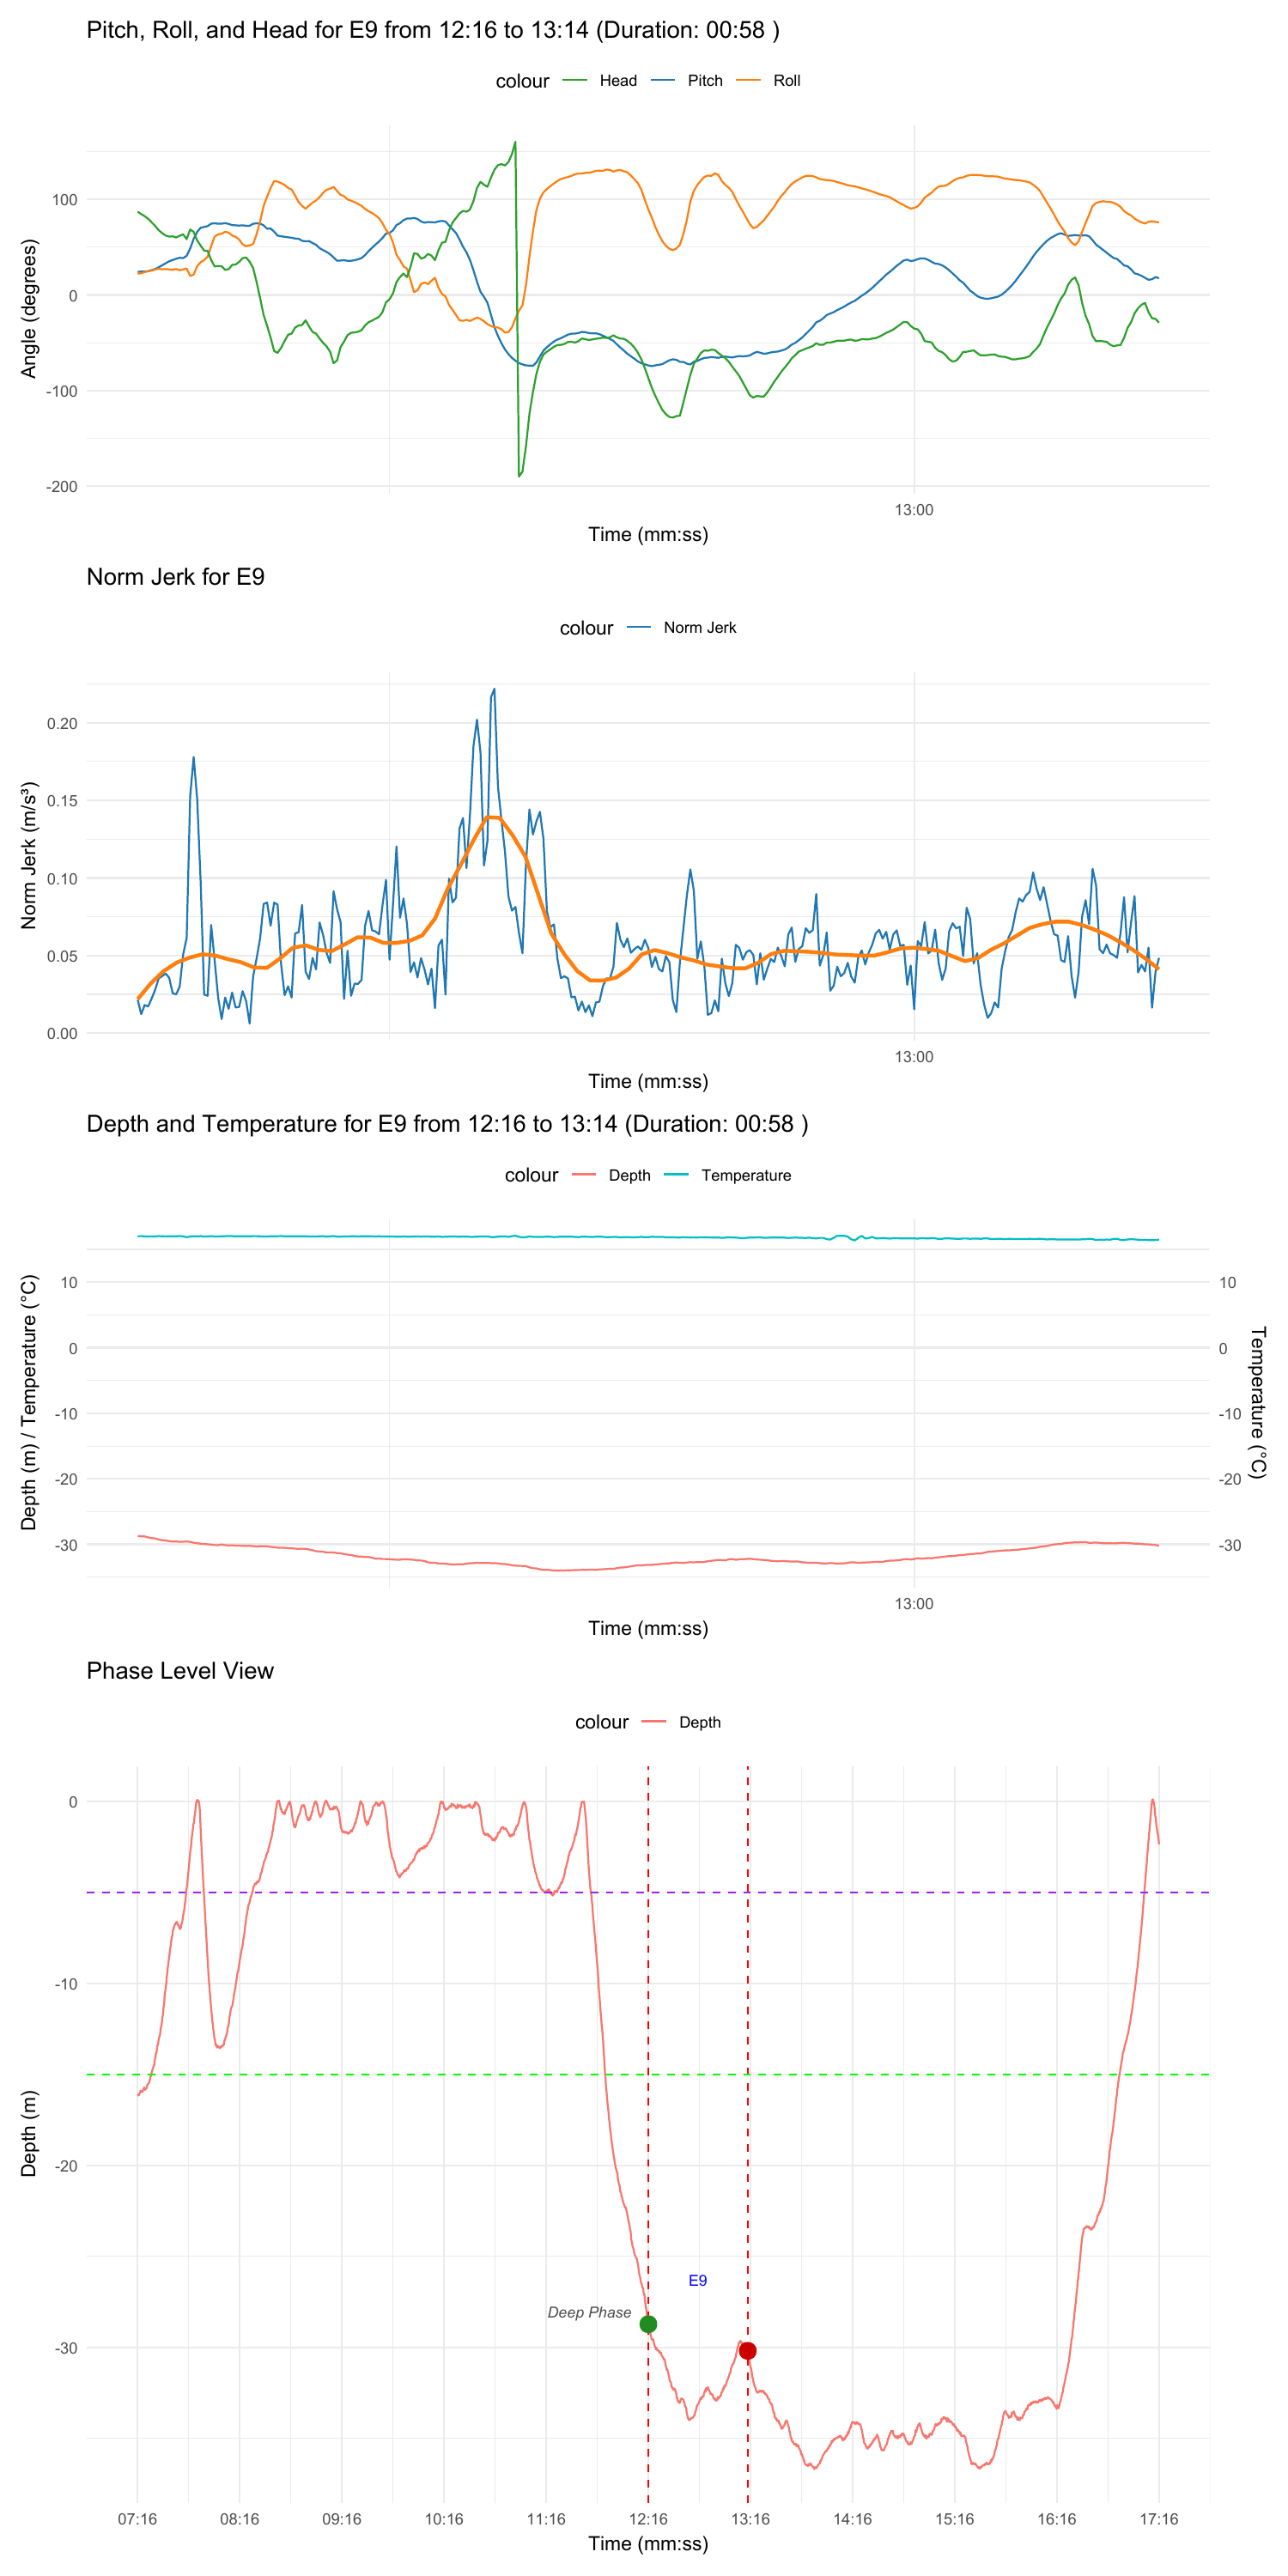 Pitch, Roll, and Head for E9 from 12:16 to 13:14 (Duration: 00:58 )
colour Head Pitch Roll
Angle (degrees)
100
0
-100
-200
13:00
Time (mm:ss)
Norm Jerk for E9
colour Norm Jerk
Norm Jerk (m/s³)
0.20
0.15
0.10
0.05
0.00
13:00
Time (mm:ss)
Depth and Temperature for E9 from 12:16 to 13:14 (Duration: 00:58 )
colour Depth Temperature
Depth (m) / Temperature (°C)
10 10
0 0
-10 -10
-20 -20
-30 -30
Temperature (°C)
13:00
Time (mm:ss)
Phase Level View
colour Depth
Depth (m)
0
-10
-20
E9
Deep Phase
-30
07:16 08:16 09:16 10:16 11:16 12:16 13:16 14:16 15:16 16:16 17:16
Time (mm:ss)